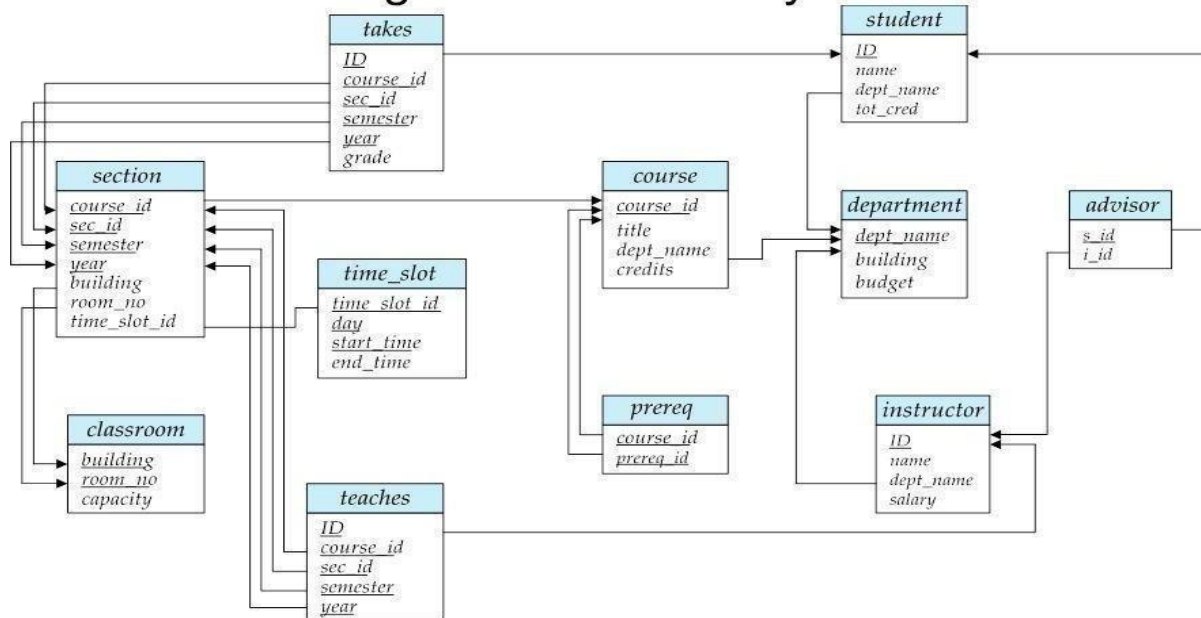 takes
ID
course_id
sec_id
semester
year
grade
student
ID
name
dept_name
tot_cred
section
course_id
sec_id
semester
year
building
room_no
time_slot_id
course
course_id
title
dept_name
credits
department
dept_name
building
budget
advisor
s_id
i_id
time_slot
time_slot_id
day
start_time
end_time
classroom
building
room_no
capacity
prereq
course_id
prereq_id
instructor
ID
name
dept_name
salary
teaches
ID
course_id
sec_id
semester
year